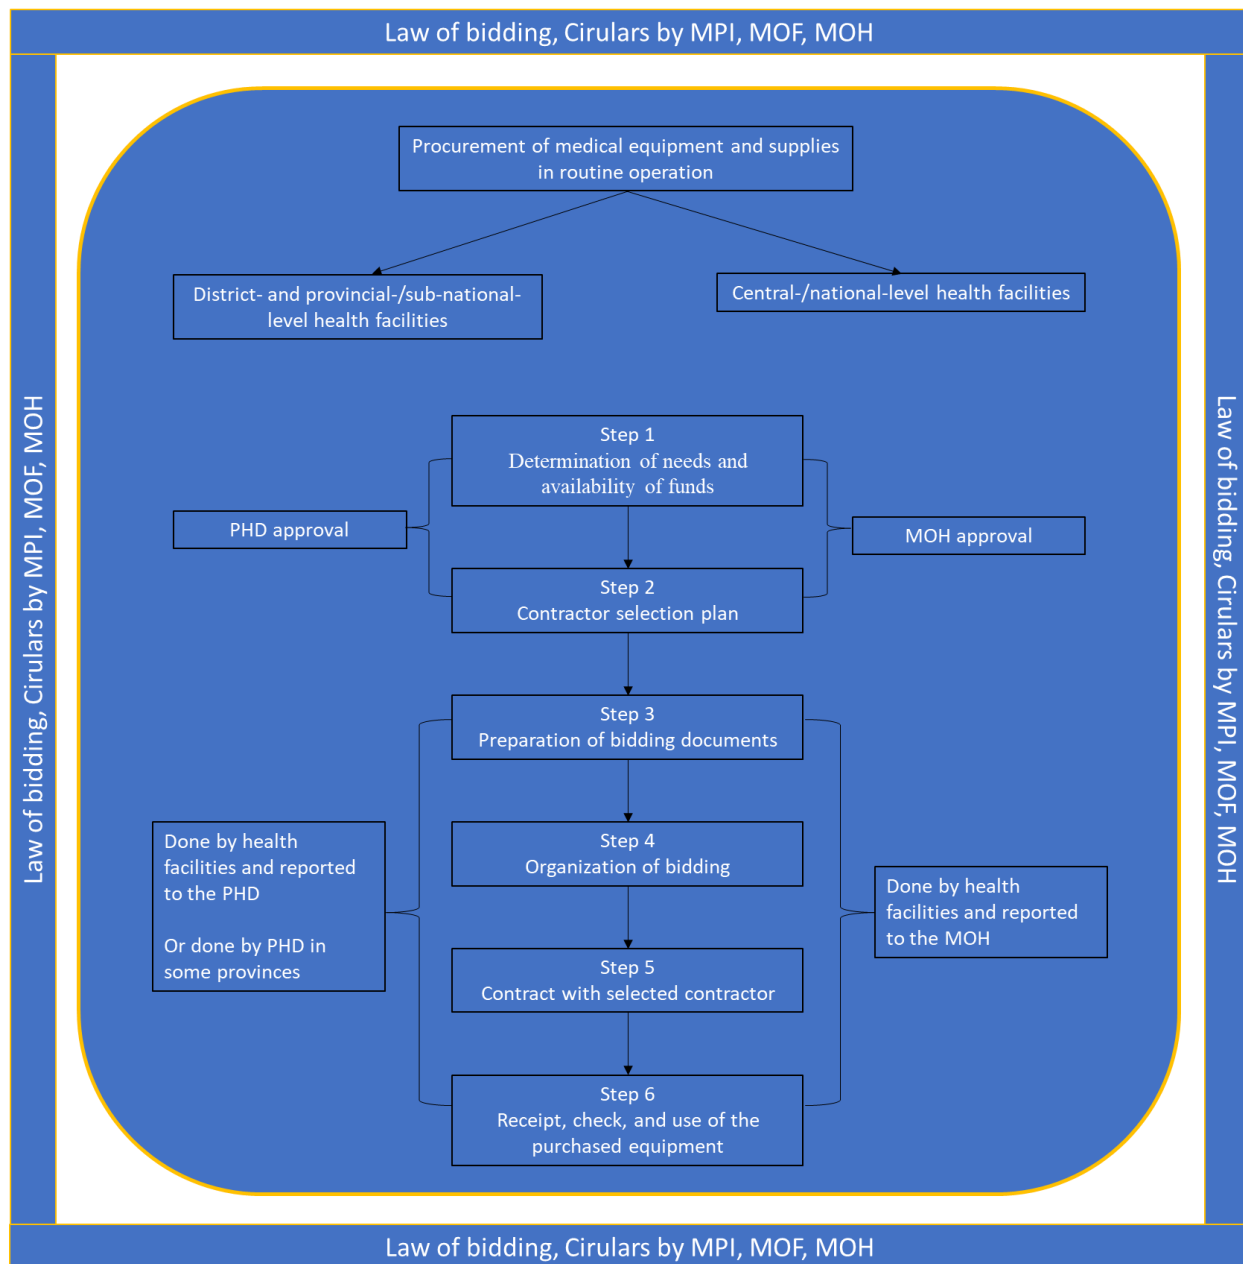 Law of bidding, Cirulars by MPI, MOF, MOH
Law of bidding, Cirulars by MPI, MOF, MOH
Law of bidding, Cirulars by MPI, MOF, MOH
Procurement of medical equipment and supplies
in routine operation
District- and provincial-/sub-national-
level health facilities
Central-/national-level health facilities
Step 1
Determination of needs and
availability of funds
PHD approval
MOH approval
Step 2
Contractor selection plan
Step 3
Preparation of bidding documents
Done by health
facilities and reported
to the PHD
Or done by PHD in
some provinces
Step 4
Organization of bidding
Done by health
facilities and reported
to the MOH
Step 5
Contract with selected contractor
Step 6
Receipt, check, and use of the
purchased equipment
Law of bidding, Cirulars by MPI, MOF, MOH